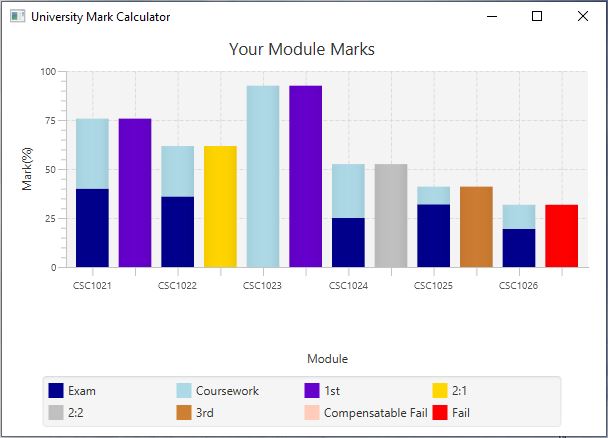 University Mark Calculator
Your Module Marks
Mark(%)
100
75
50
25
0
CSC1021 CSC1022 CSC1023 CSC1024 CSC1025 CSC1026
Module
Exam Coursework 1st 2:1
2:2 3rd Compensatable Fail Fail